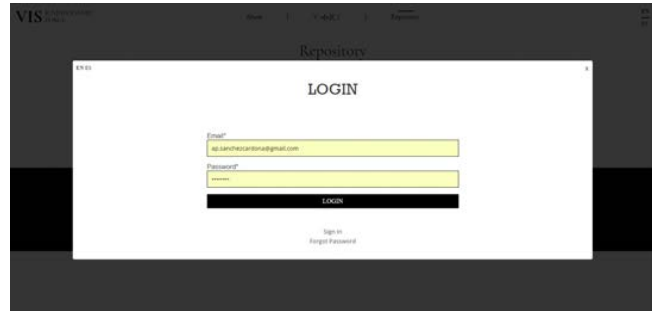 VIS
Repository
EN ES
x
LOGIN
Email*
ap.sanchezcardona@gmail.com
Password*
•••••••
LOGIN
Sign in
Forgot Password